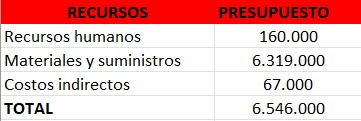 RECURSOS PRESUPUESTO
Recursos humanos 160.000
Materiales y suministros 6.319.000
Costos indirectos 67.000
TOTAL 6.546.000